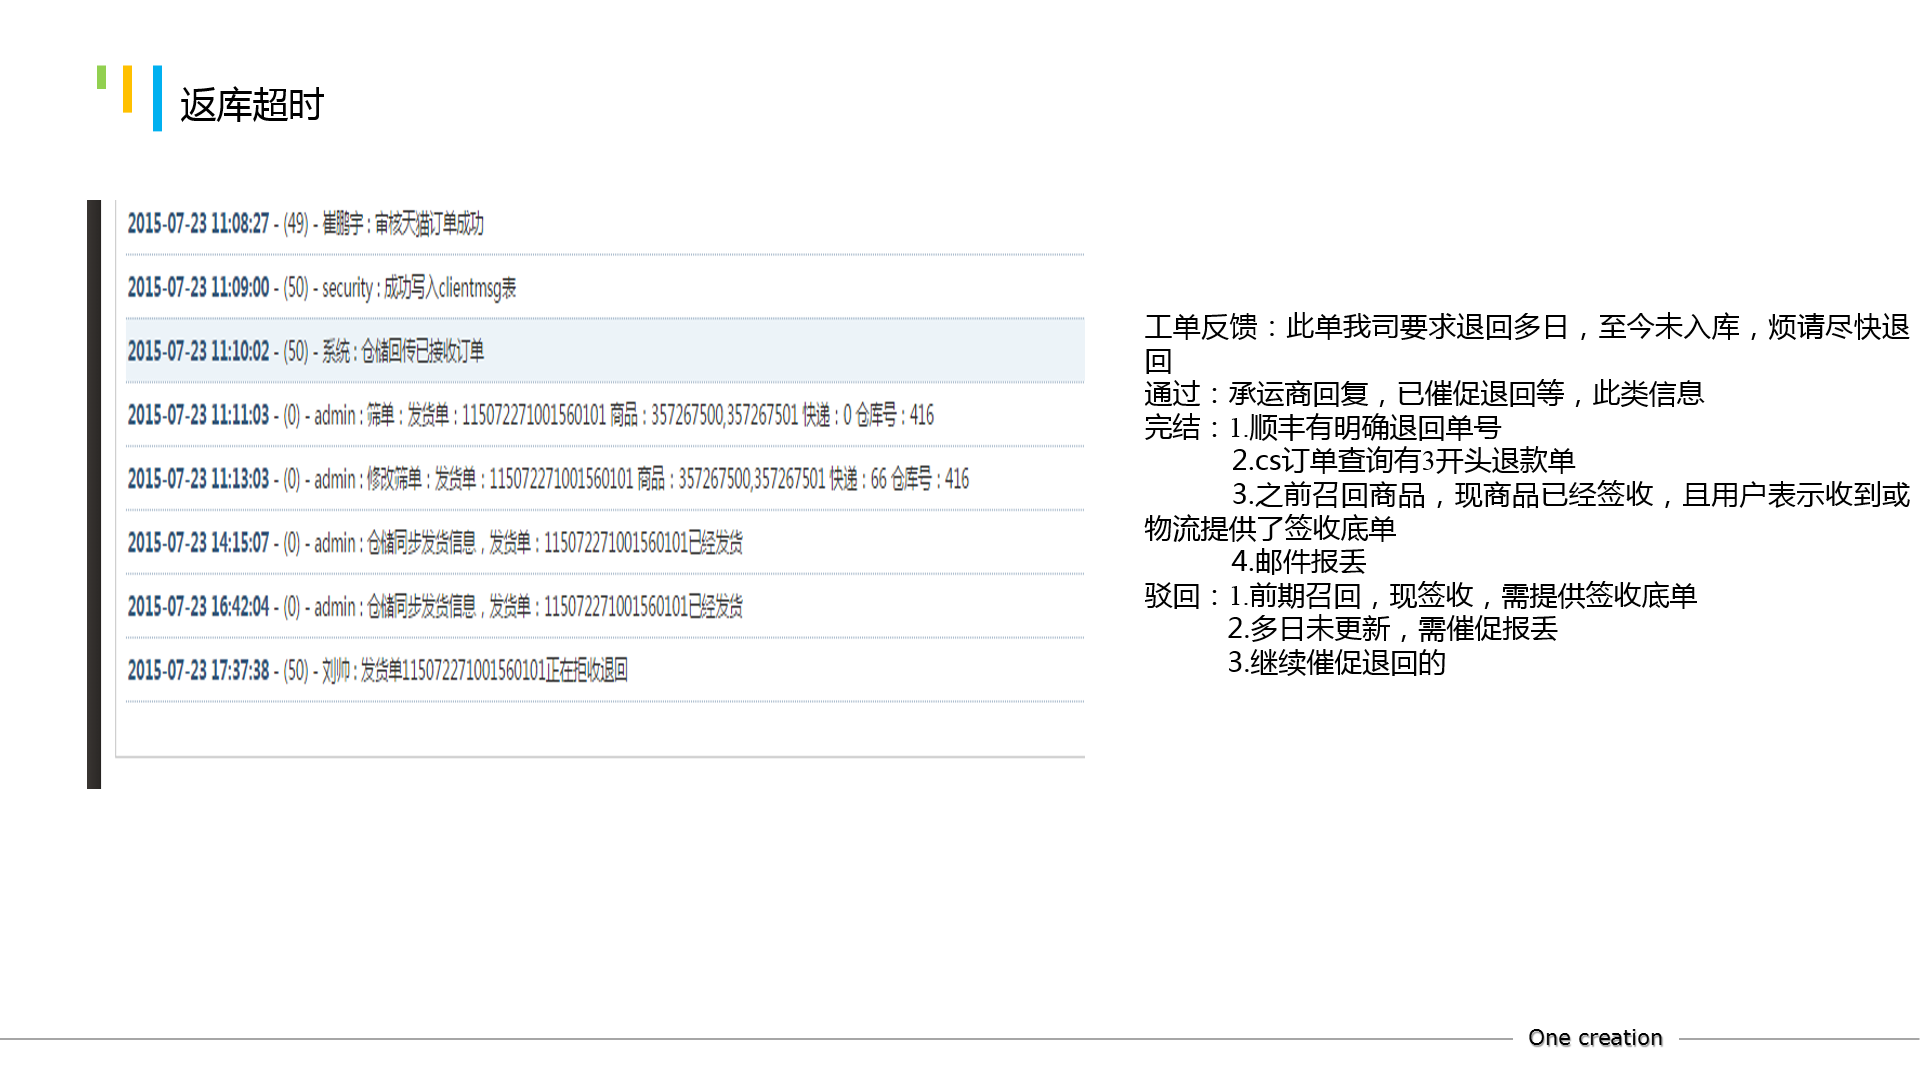 返库超时
2015-07-23 11:08:27 - (49) - 崔鹏宇 : 审核天猫订单成功
2015-07-23 11:09:00 - (50) - security : 成功写入clientmsg表
2015-07-23 11:10:02 - (50) - 系统 : 仓储回传已接收订单
2015-07-23 11:11:03 - (0) - admin : 筛单：发货单：115072271001560101 商品：357267500,357267501 快递：0 仓库号：416
2015-07-23 11:13:03 - (0) - admin : 修改筛单：发货单：115072271001560101 商品：357267500,357267501 快递：66 仓库号：416
2015-07-23 14:15:07 - (0) - admin : 仓储同步发货信息，发货单：115072271001560101已经发货
2015-07-23 16:42:04 - (0) - admin : 仓储同步发货信息，发货单：115072271001560101已经发货
2015-07-23 17:37:38 - (50) - 刘帅 : 发货单115072271001560101正在拒收退回
工单反馈：此单我司要求退回多日，至今未入库，烦请尽快退
回
通过：承运商回复，已催促退回等，此类信息
完结：1.顺丰有明确退回单号
2.cs订单查询有3开头退款单
3.之前召回商品，现商品已经签收，且用户表示收到或
物流提供了签收底单
4.邮件报丢
驳回：1.前期召回，现签收，需提供签收底单
2.多日未更新，需催促报丢
3.继续催促退回的
One creation